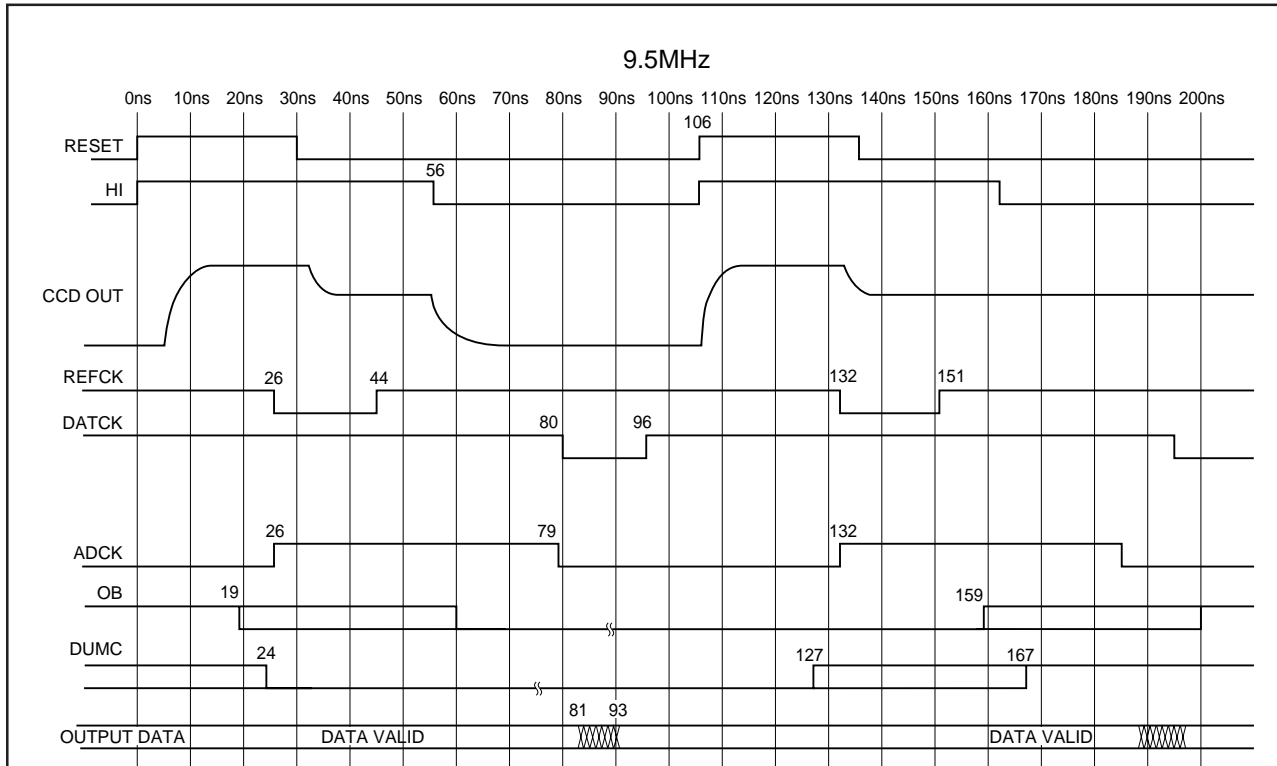 9.5MHz
0ns 10ns 20ns 30ns 40ns 50ns 60ns 70ns 80ns 90ns 100ns 110ns 120ns 130ns 140ns 150ns 160ns 170ns 180ns 190ns 200ns
106
RESET
56
HI
CCD OUT
REFCK 26 44 132 151
DATCK 80 96
26 79 132
ADCK
OB 19 159
DUMC 24 127 167
81 93
OUTPUT DATA DATA VALID DATA VALID